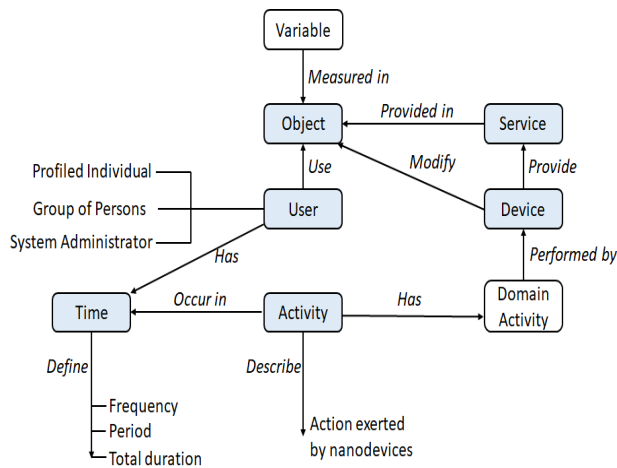 Variable
Measured in
Provided in
Object
Service
Profiled Individual
Use
Modify
Provide
Group of Persons
User
Device
System Administrator
Has
Performed by
Time
Occur in
Activity
Has
Domain
Activity
Define
Describe
Frequency
Period
Total duration
Action exerted
by nanodevices